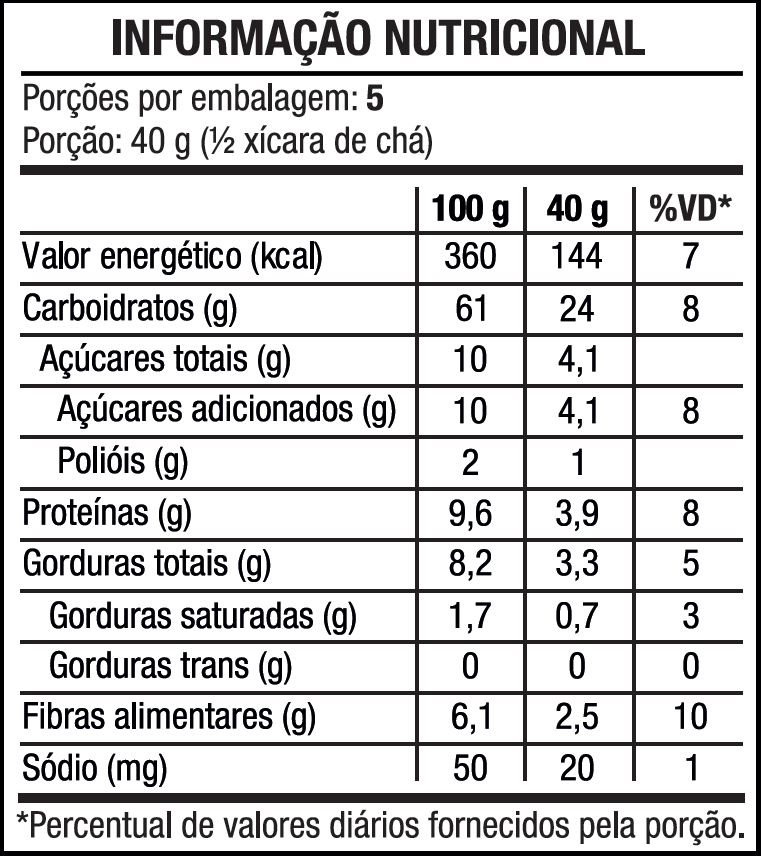 INFORMAÇÃO NUTRICIONAL
Porções por embalagem: 5
Porção: 40 g (½ xícara de chá)
100 g 40 g %VD*
Valor energético (kcal) 360 144 7
Carboidratos (g) 61 24 8
Açúcares totais (g) 10 4,1
Açúcares adicionados (g) 10 4,1 8
Polióis (g) 2 1
Proteínas (g) 9,6 3,9 8
Gorduras totais (g) 8,2 3,3 5
Gorduras saturadas (g) 1,7 0,7 3
Gorduras trans (g) 0 0 0
Fibras alimentares (g) 6,1 2,5 10
Sódio (mg) 50 20 1
*Percentual de valores diários fornecidos pela porção.